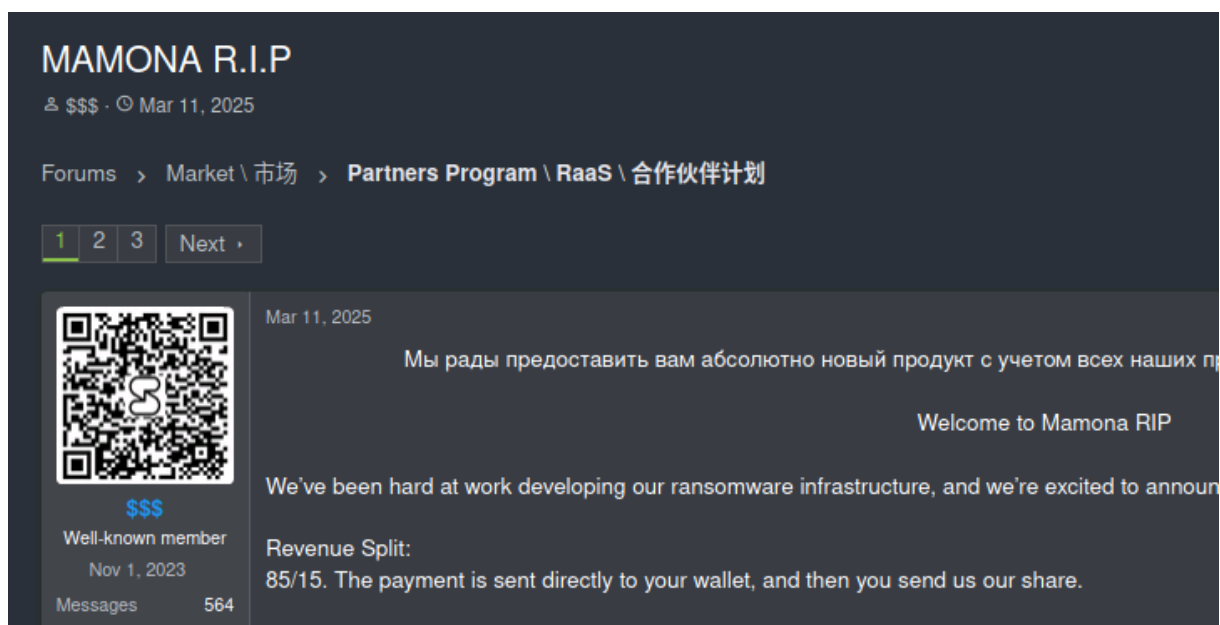 MAMONA R.I.P
$$$ · Mar 11, 2025
Forums › Market \ 市场 › Partners Program \ RaaS \ 合作伙伴计划
1 2 3 Next
Mar 11, 2025
Мы рады предоставить вам абсолютно новый продукт с учетом всех наших
Welcome to Mamona RIP
We’ve been hard at work developing our ransomware infrastructure, and we’re excited to
Revenue Split:
85/15. The payment is sent directly to your wallet, and then you send us our share.
$$$
Well-known member
Nov 1, 2023
Messages 564